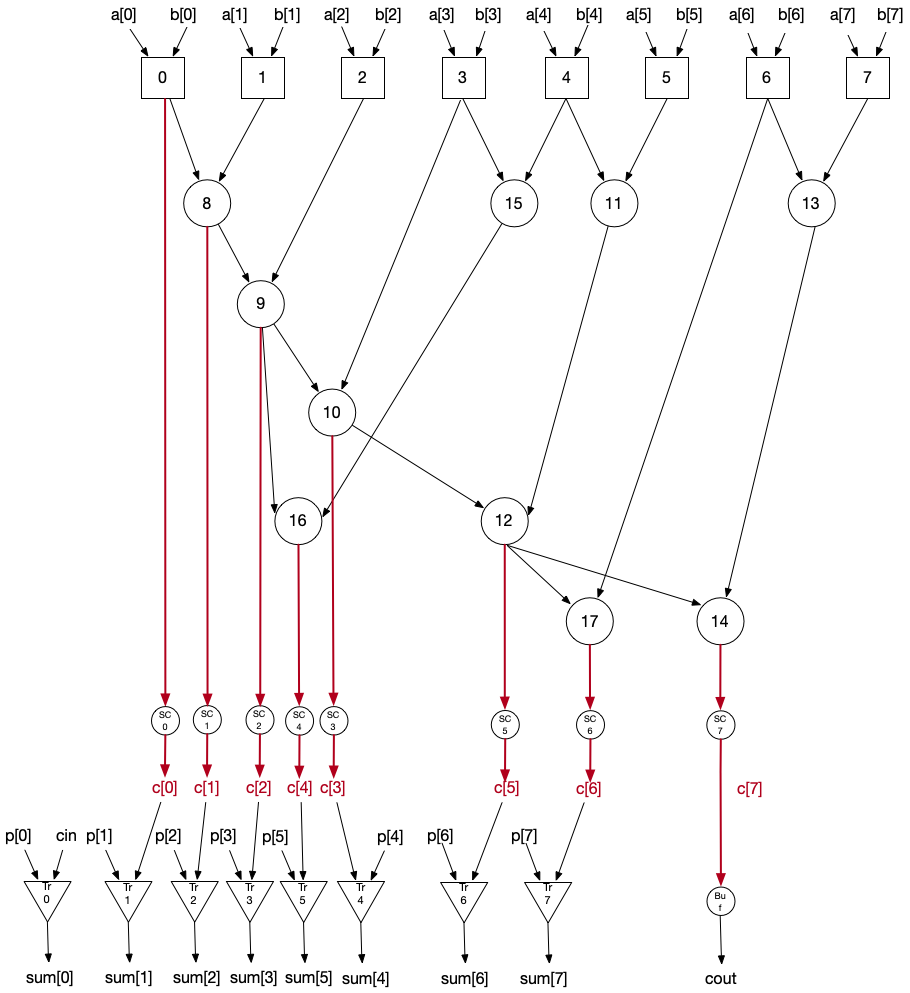 a[0] b[0] a[1] b[1] a[2] b[2] a[3] b[3] a[4] b[4] a[5] b[5] a[6] b[6] a[7] b[7]
0 1 2 3 4 5 6 7
8 15 11 13
9
10
16 12
17 14
SC SC SC SC SC SC SC SC
0 1 2 4 3 5 6 7
c[0] c[1] c[2] c[4] c[3] c[5] c[6] c[7]
p[0] cin p[1] p[2] p[3] p[5] p[4] p[6] p[7]
Tr Tr Tr Tr Tr Tr Tr Tr Bu
0 1 2 3 5 4 6 7 f
sum[0] sum[1] sum[2] sum[3] sum[5] sum[4] sum[6] sum[7] cout